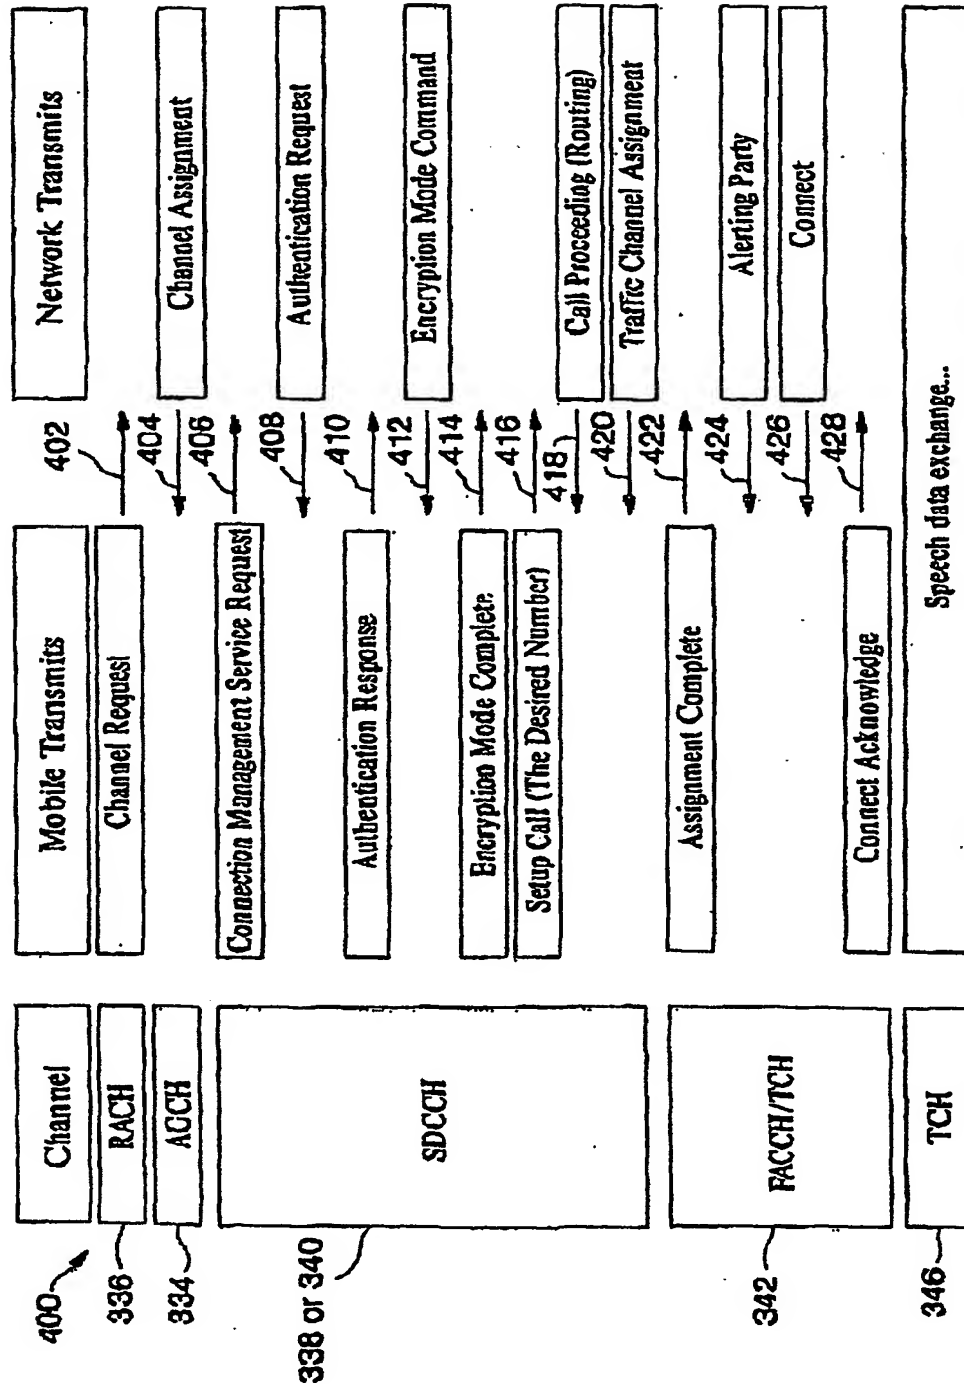 400
Channel
Mobile Transmits
Network Transmits
336
RACH
Channel Request
402
334
AGCH
404
Channel Assignment
338 or 340
SDCCH
Connection Management Service Request
406
408
Authentication Request
Authentication Response
410
412
Encryption Mode Command
Encryption Mode Complete
414
Setup Call (The Desired Number)
416
418
Call Proceeding (Routing)
420
Traffic Channel Assignment
342
FACCH/TCH
Assignment Complete
422
424
Alerting Party
426
Connect
Connect Acknowledge
428
346
TCH
Speech data exchange...